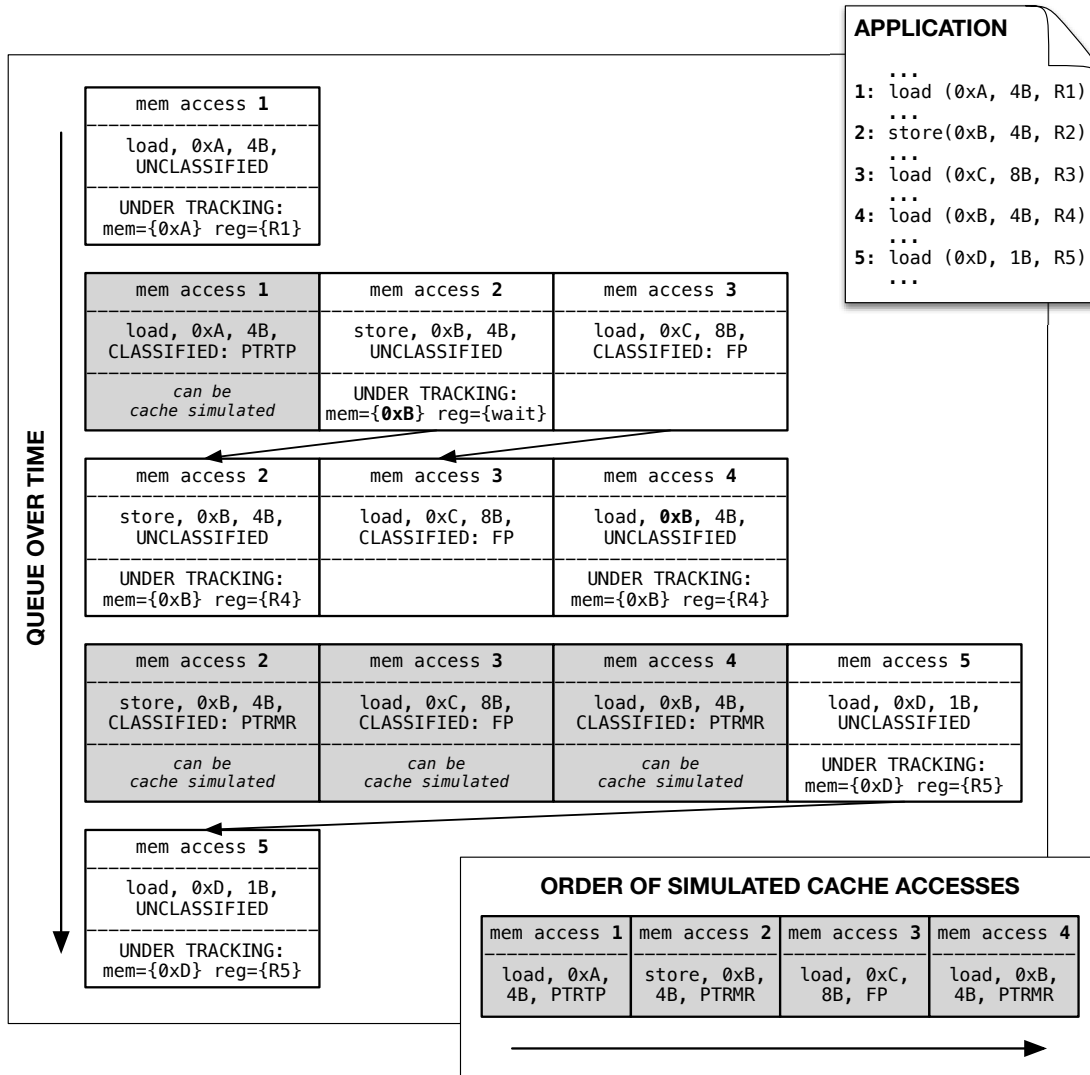 APPLICATION
...
1: load (0xA, 4B, R1)
...
2: store(0xB, 4B, R2)
...
3: load (0xC, 8B, R3)
...
4: load (0xB, 4B, R4)
...
5: load (0xD, 1B, R5)
...
QUEUE OVER TIME
mem access 1
load, 0xA, 4B,
UNCLASSIFIED
UNDER TRACKING:
mem={0xA} reg={R1}
mem access 1
load, 0xA, 4B,
CLASSIFIED: PTRTP
can be
cache simulated
mem access 2
store, 0xB, 4B,
UNCLASSIFIED
UNDER TRACKING:
mem={0xB} reg={wait}
mem access 3
load, 0xC, 8B,
CLASSIFIED: FP
mem access 2
store, 0xB, 4B,
UNCLASSIFIED
UNDER TRACKING:
mem={0xB} reg={R4}
mem access 3
load, 0xC, 8B,
CLASSIFIED: FP
mem access 4
load, 0xB, 4B,
UNCLASSIFIED
UNDER TRACKING:
mem={0xB} reg={R4}
mem access 2
store, 0xB, 4B,
CLASSIFIED: PTRMR
can be
cache simulated
mem access 3
load, 0xC, 8B,
CLASSIFIED: FP
can be
cache simulated
mem access 4
load, 0xB, 4B,
CLASSIFIED: PTRMR
can be
cache simulated
mem access 5
load, 0xD, 1B,
UNCLASSIFIED
UNDER TRACKING:
mem={0xD} reg={R5}
mem access 5
load, 0xD, 1B,
UNCLASSIFIED
UNDER TRACKING:
mem={0xD} reg={R5}
ORDER OF SIMULATED CACHE ACCESSES
mem access 1
load, 0xA,
4B, PTRTP
mem access 2
store, 0xB,
4B, PTRMR
mem access 3
load, 0xC,
8B, FP
mem access 4
load, 0xB,
4B, PTRMR